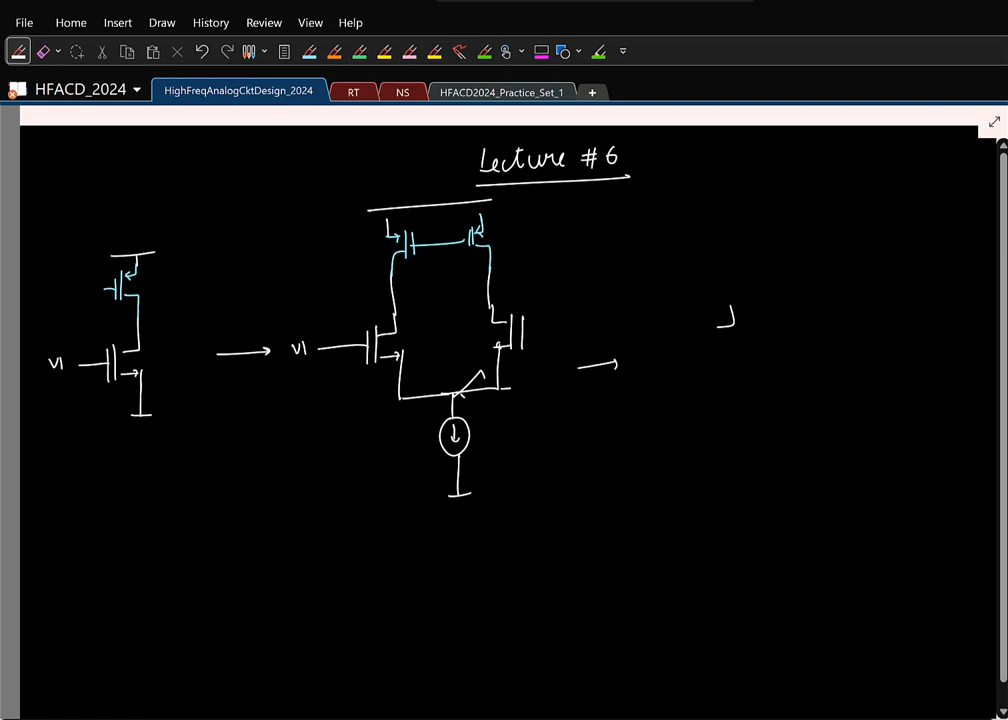 File Home Insert Draw History Review View Help
HFACD_2024 HighFreqAnalogCktDesign_2024 RT NS HFACD2024_Practice_Set_1
Lecture #6
VI
VI